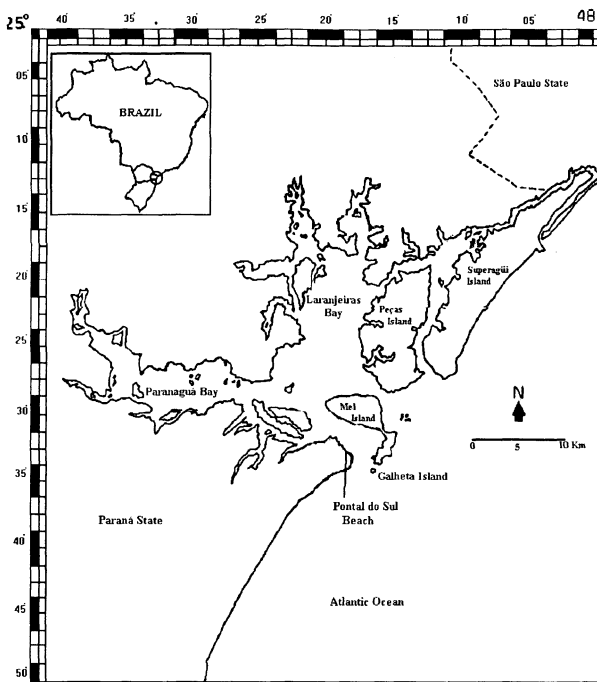 25°
40
35
30
25
20
15
10
05'
48
05'
10
15
20
25
30
35
40
45
50
BRAZIL
São Paulo State
Superagüi
Island
Laranjeiras
Bay
Peças
Island
Paranaguá Bay
Mel
Island
N
0 5 10 Km
Galheta Island
Pontal do Sul
Beach
Paraná State
Atlantic Ocean